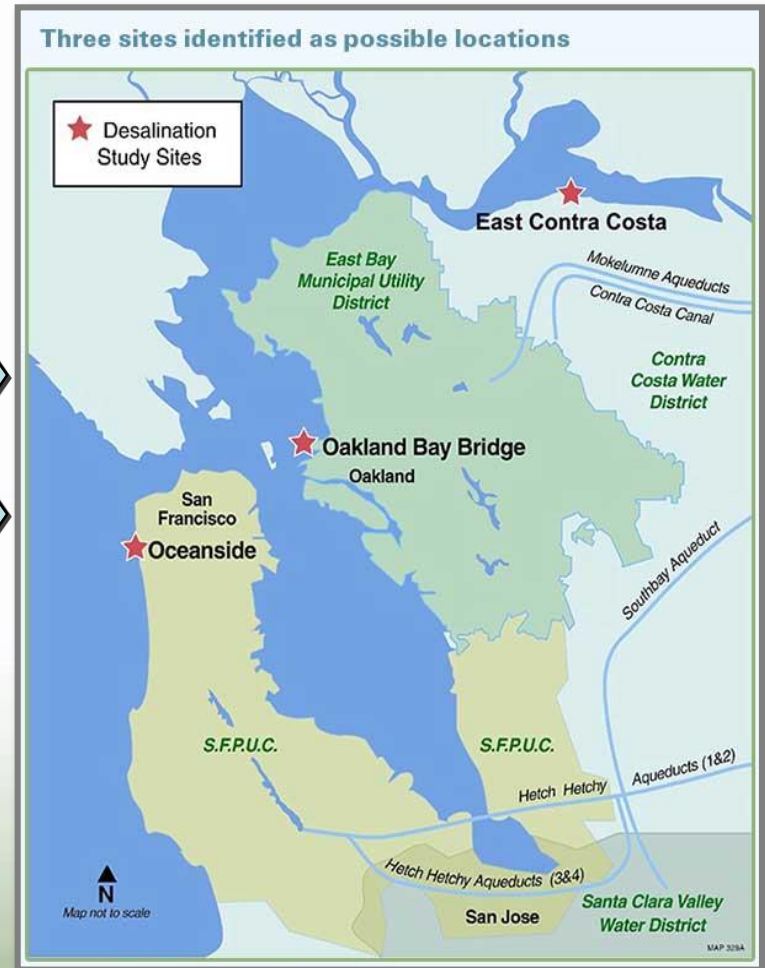 Three sites identified as possible locations
Desalination
Study Sites
East Contra Costa
East Bay
Municipal Utility
District
Mokelumne Aqueducts
Contra Costa Canal
Contra
Costa Water
District
Oakland Bay Bridge
Oakland
San
Francisco
Oceanside
Southbay Aqueduct
S.F.P.U.C.
S.F.P.U.C.
Hetch Hetchy Aqueducts (1&2)
Hetch Hetchy Aqueducts (3&4)
N
Map not to scale
San Jose
Santa Clara Valley
Water District
MAP 329A